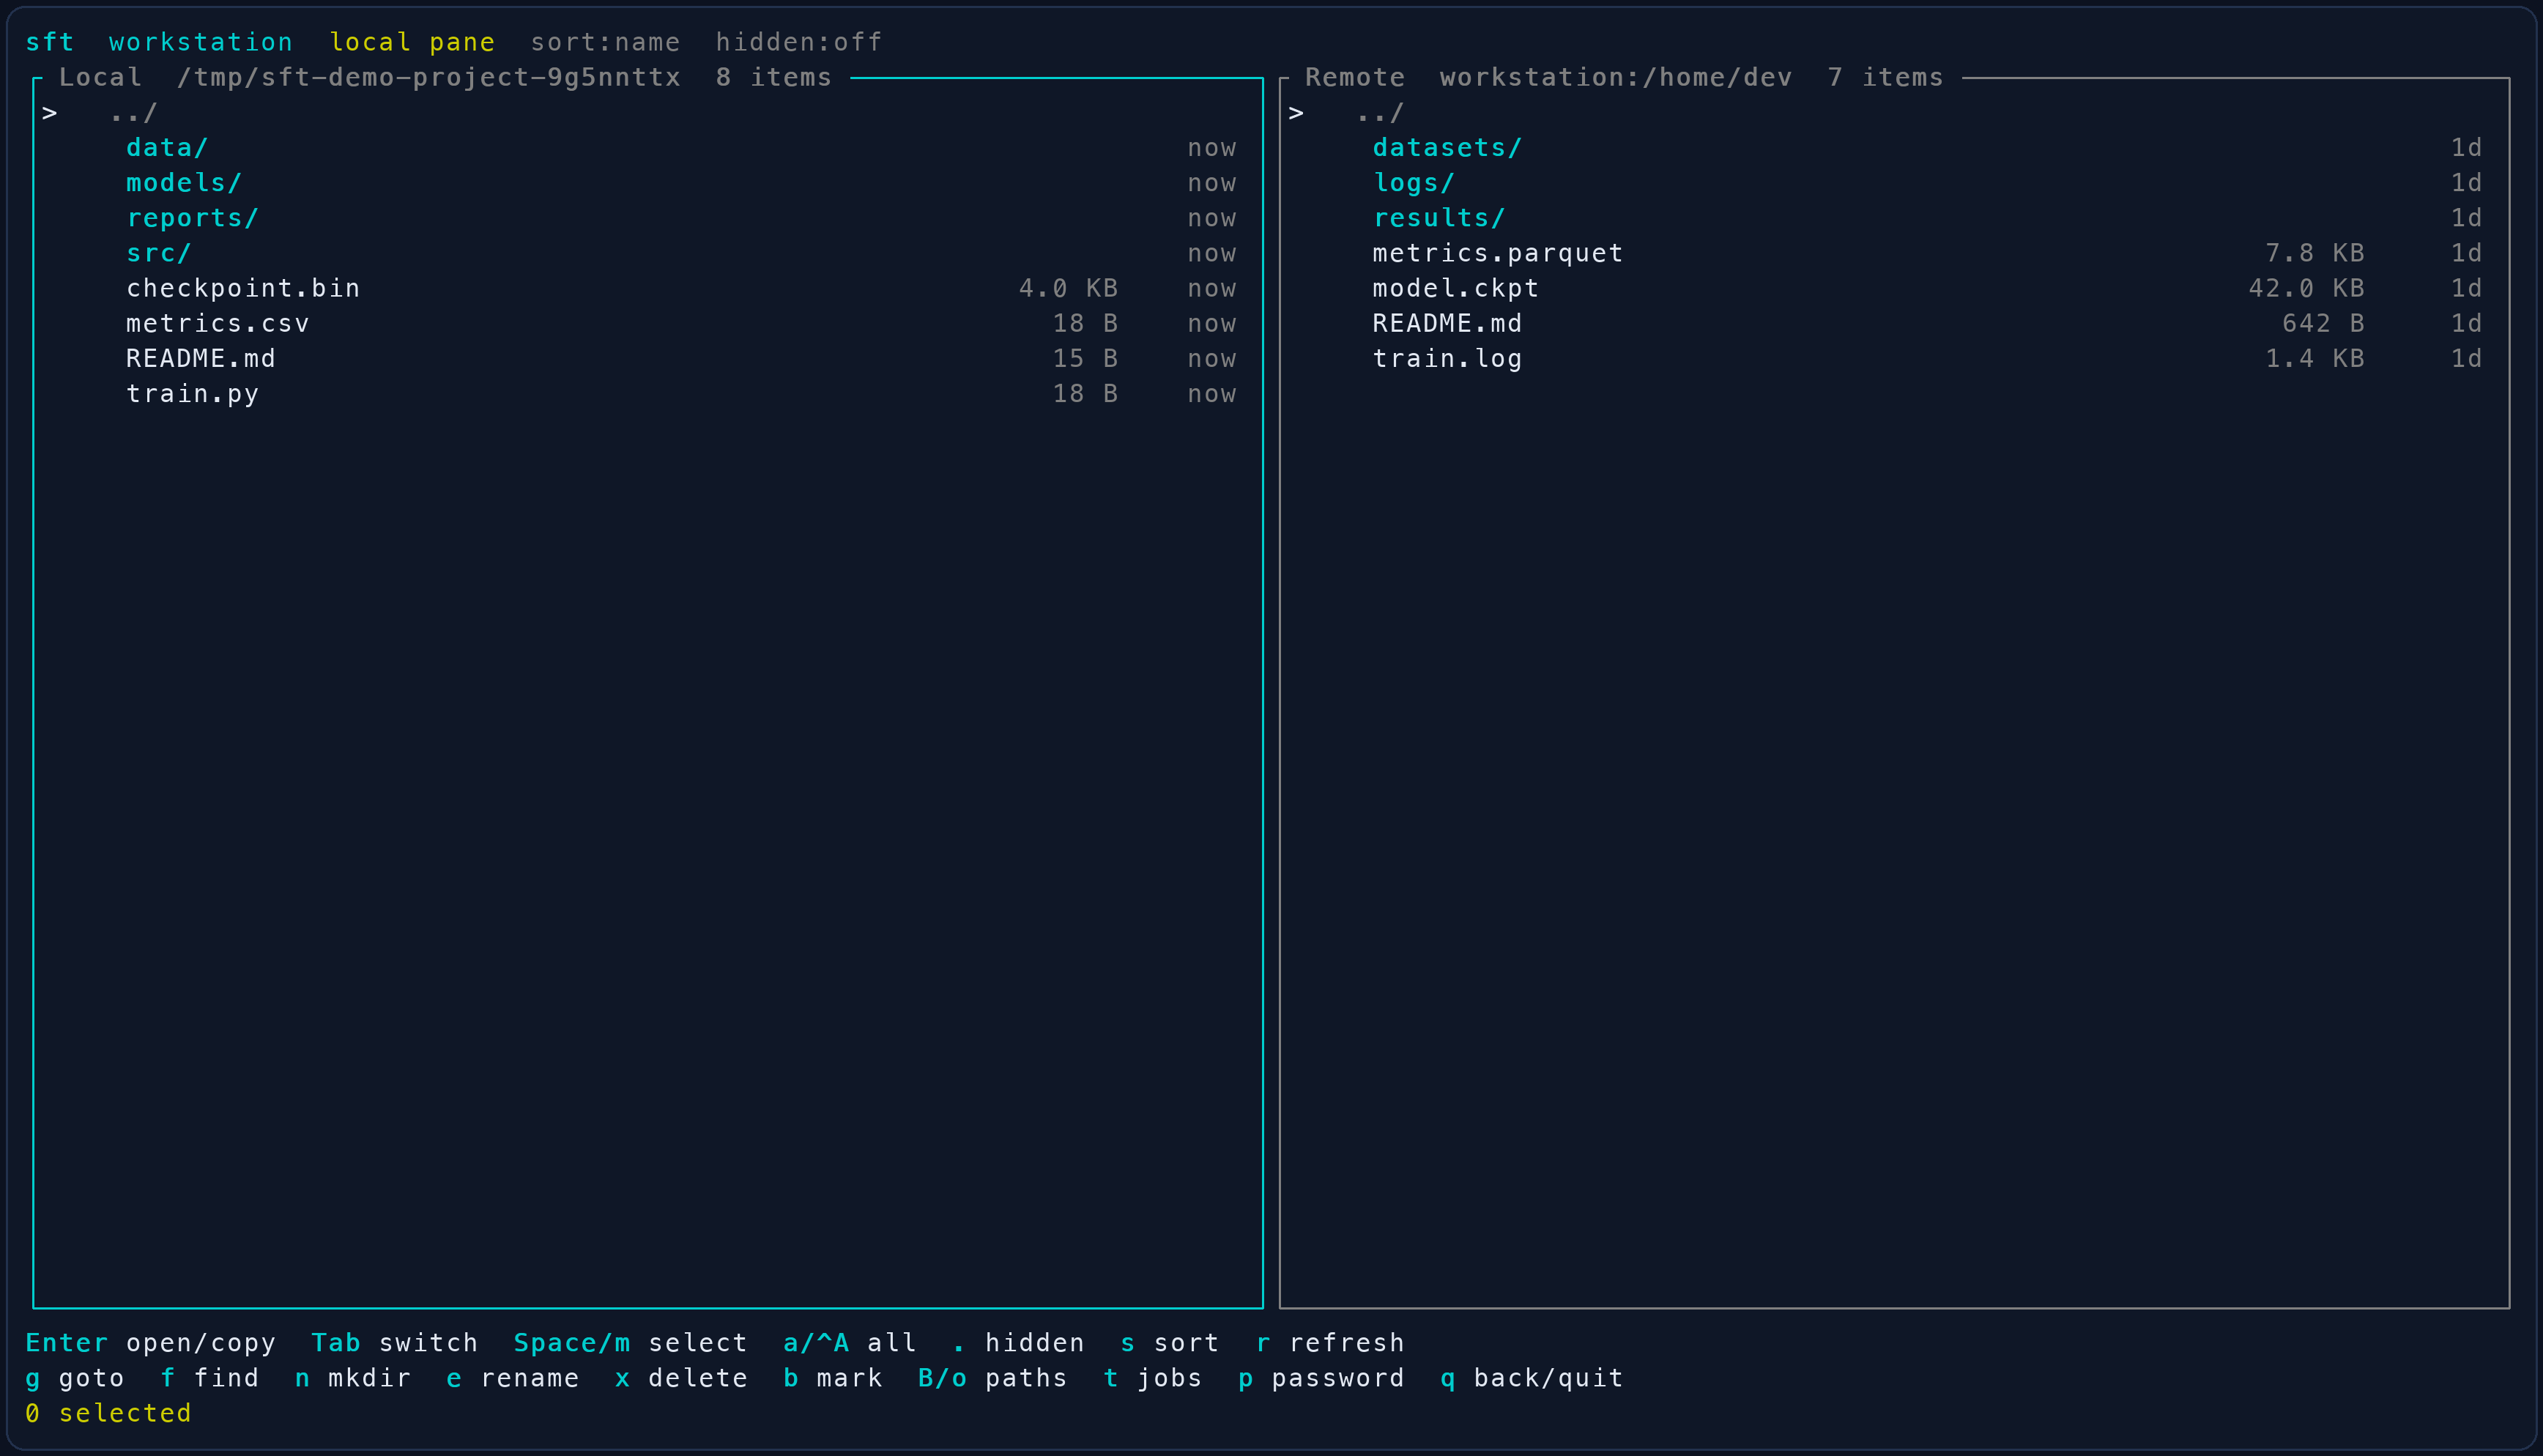 sft  workstation  local pane  sort:name  hidden:off
Local  /tmp/sft-demo-project-9g5nnttx  8 items
>   ../
data/  now
models/  now
reports/  now
src/  now
checkpoint.bin  4.0 KB  now
metrics.csv  18 B  now
README.md  15 B  now
train.py  18 B  now
Remote  workstation:/home/dev  7 items
>   ../
datasets/  1d
logs/  1d
results/  1d
metrics.parquet  7.8 KB  1d
model.ckpt  42.0 KB  1d
README.md  642 B  1d
train.log  1.4 KB  1d
Enter open/copy  Tab switch  Space/m select  a/^A all  . hidden  s sort  r refresh
g goto  f find  n mkdir  e rename  x delete  b mark  B/o paths  t jobs  p password  q back/quit
0 selected